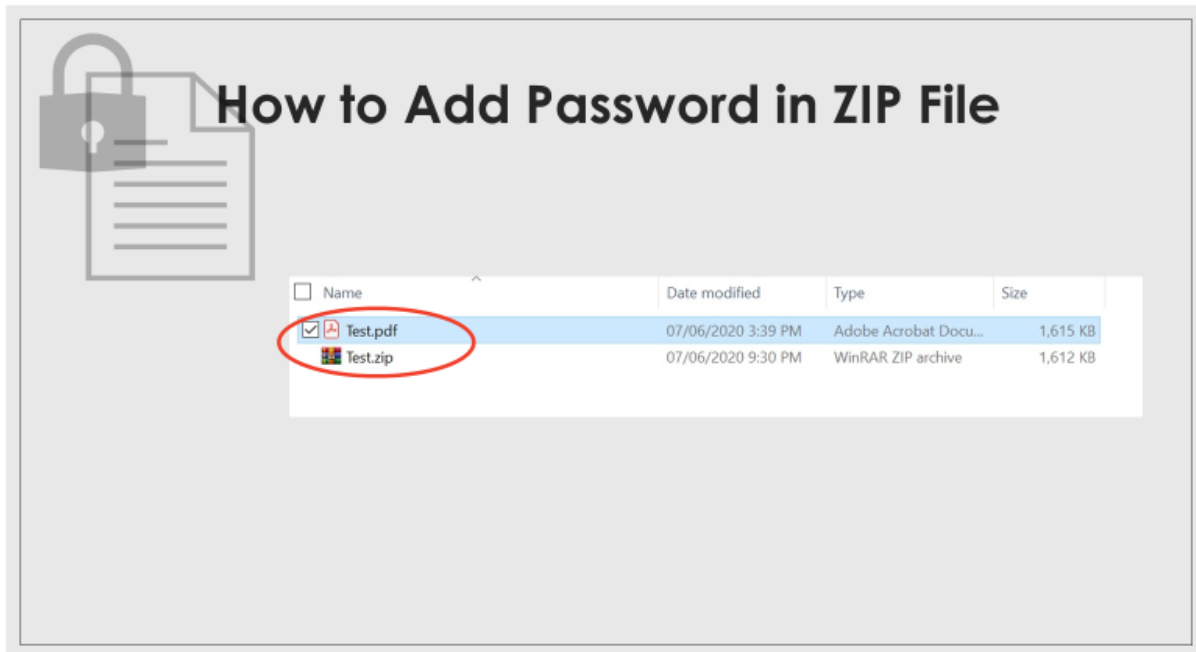 How to Add Password in ZIP File
Name Date modified Type Size
Test.pdf 07/06/2020 3:39 PM Adobe Acrobat Docu... 1,615 KB
Test.zip 07/06/2020 9:30 PM WinRAR ZIP archive 1,612 KB